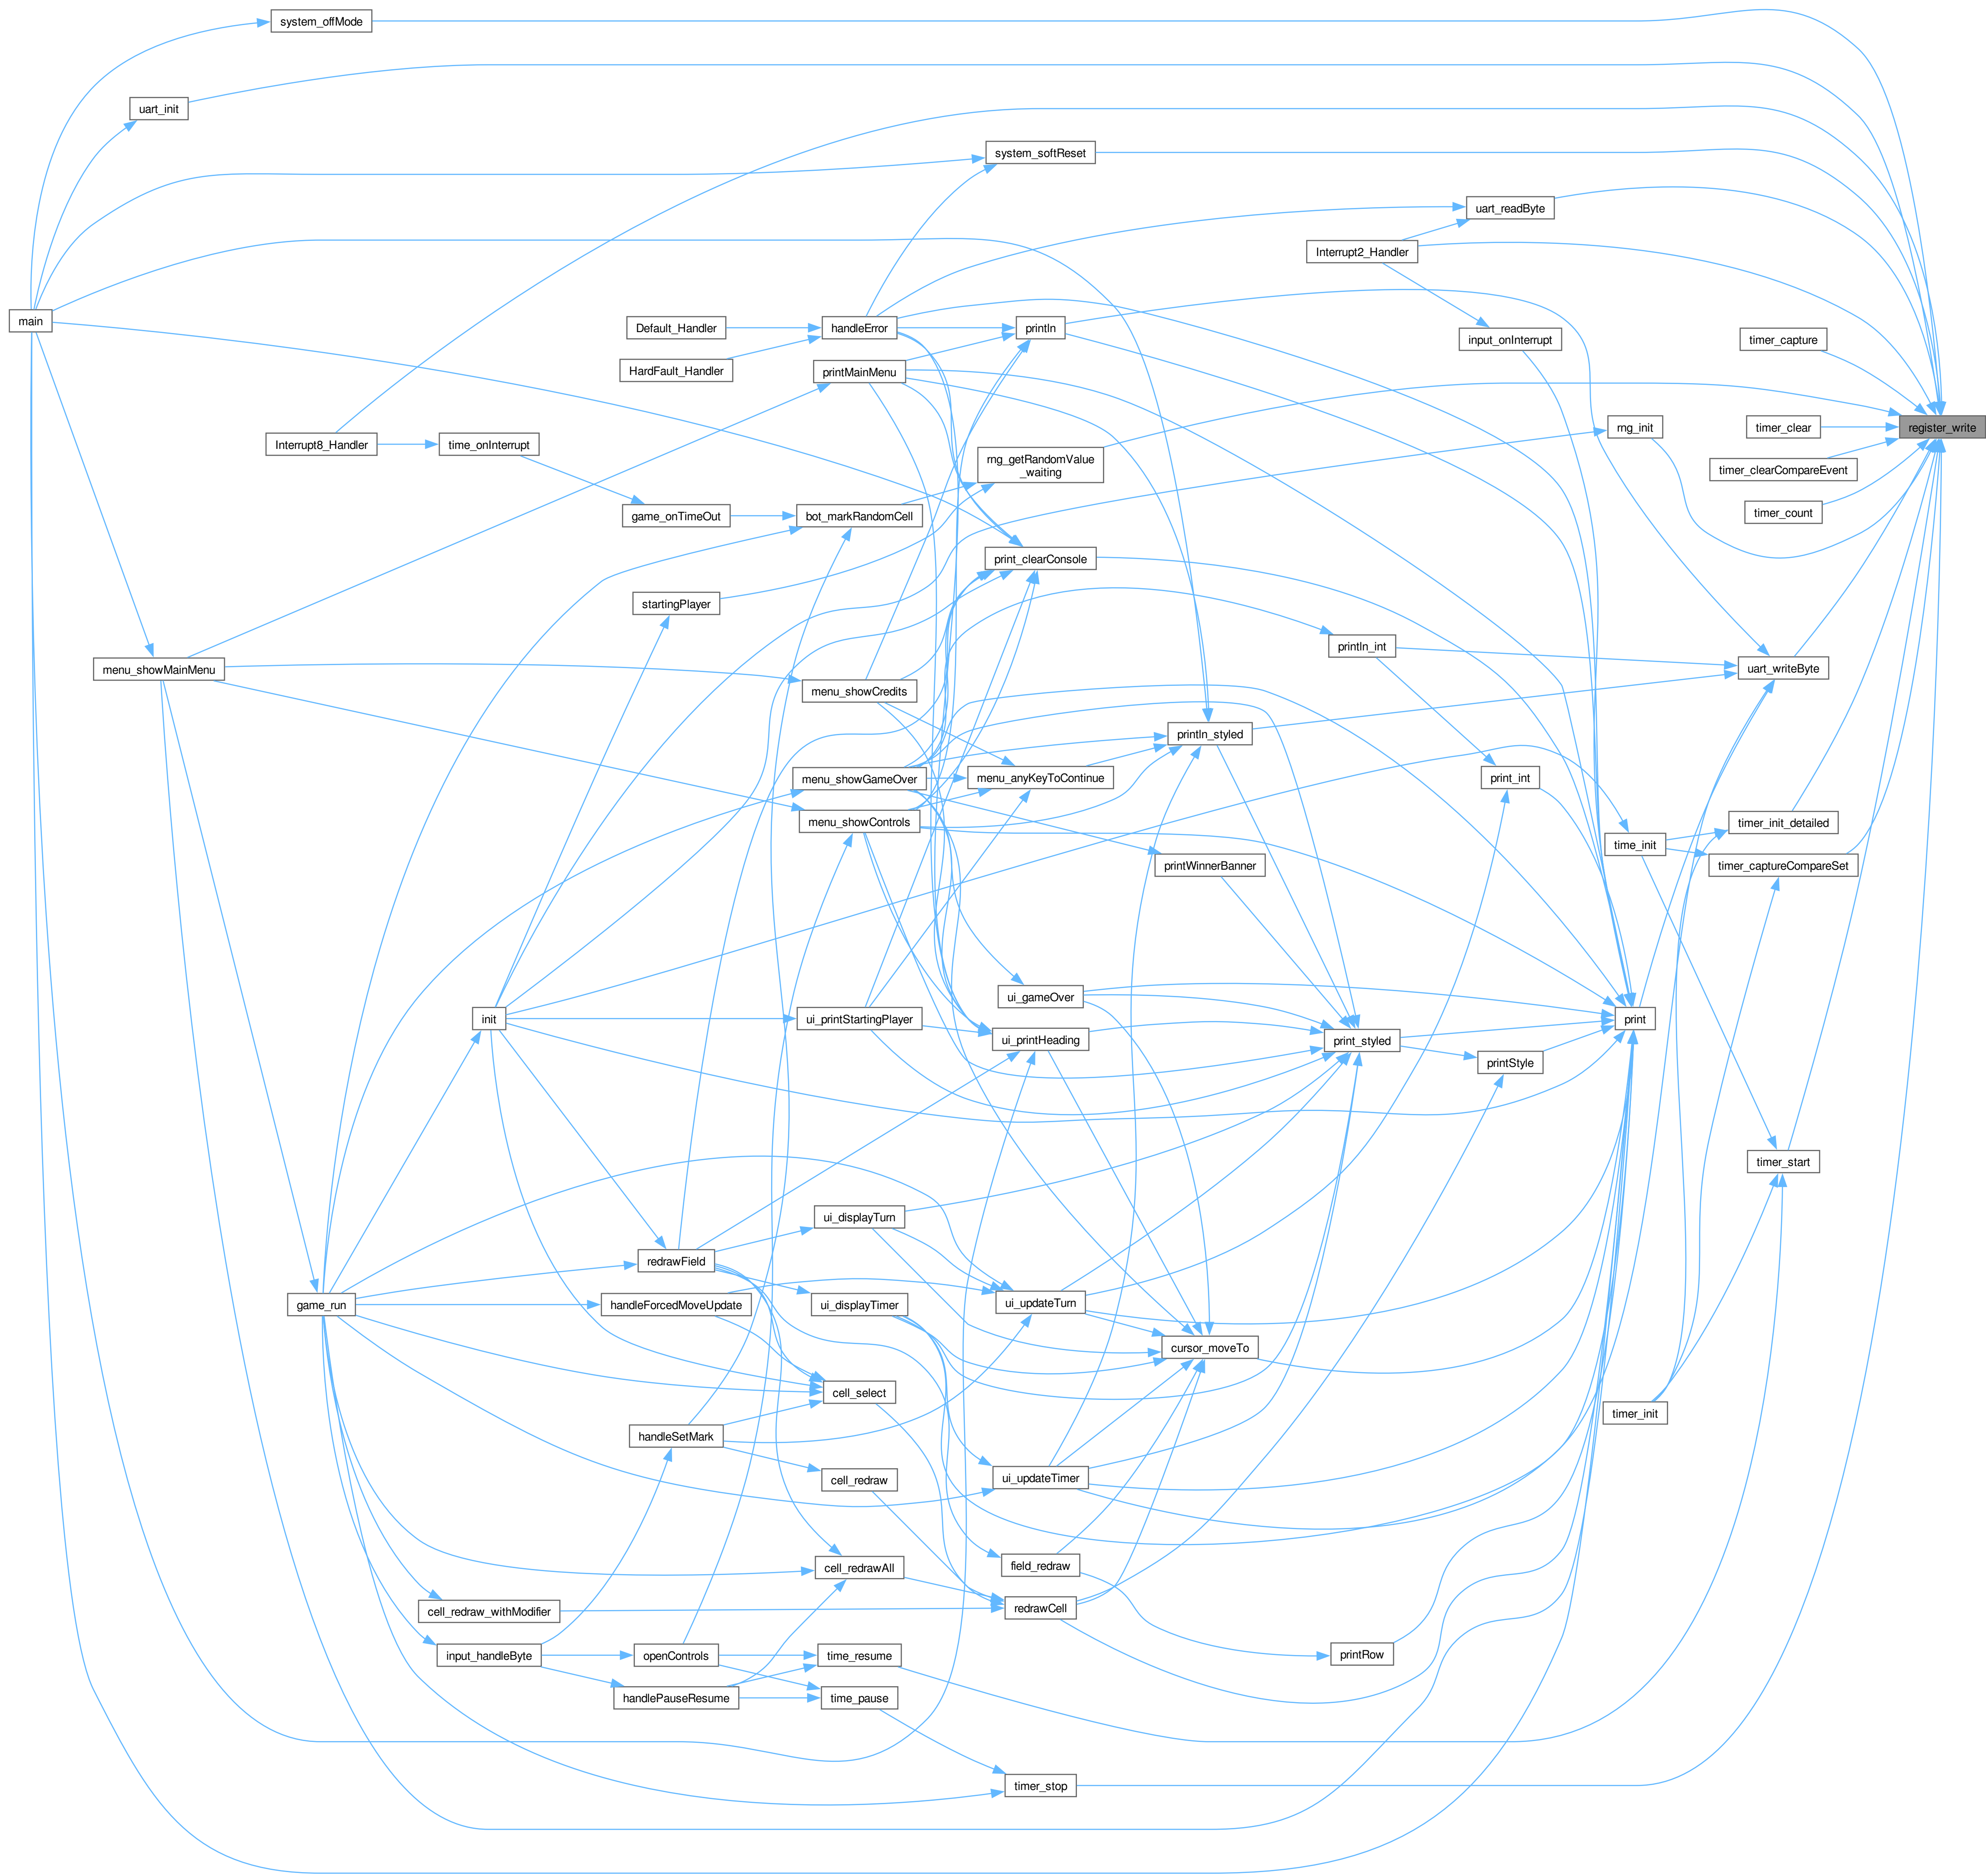 system_offMode
uart_init
system_softReset
uart_readByte
Interrupt2_Handler
main
Default_Handler
handleError
println
input_onInterrupt
timer_capture
HardFault_Handler
printMainMenu
rng_init
timer_clear
register_write
Interrupt8_Handler
time_onInterrupt
rng_getRandomValue
_waiting
timer_clearCompareEvent
game_onTimeOut
bot_markRandomCell
timer_count
print_clearConsole
startingPlayer
println_int
menu_showMainMenu
uart_writeByte
menu_showCredits
println_styled
menu_showGameOver
menu_anyKeyToContinue
print_int
menu_showControls
timer_init_detailed
time_init
printWinnerBanner
timer_captureCompareSet
ui_gameOver
init
ui_printStartingPlayer
print
ui_printHeading
print_styled
printStyle
timer_start
ui_displayTurn
redrawField
game_run
handleForcedMoveUpdate
ui_displayTimer
ui_updateTurn
cursor_moveTo
cell_select
timer_init
handleSetMark
cell_redraw
ui_updateTimer
cell_redrawAll
field_redraw
cell_redraw_withModifier
redrawCell
input_handleByte
openControls
time_resume
printRow
handlePauseResume
time_pause
timer_stop